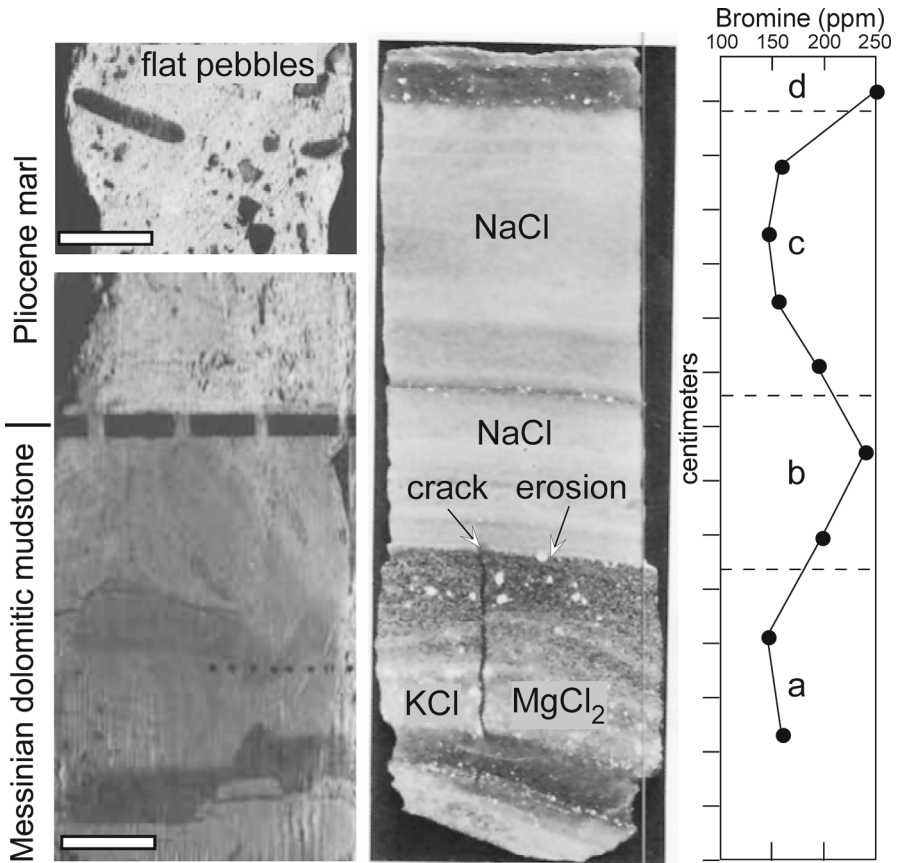 Bromine (ppm)
100 150 200 250
flat pebbles
Pliocene marl
Messinian dolomitic mudstone
NaCl
NaCl
crack erosion
KCl MgCl₂
centimeters
d
c
b
a